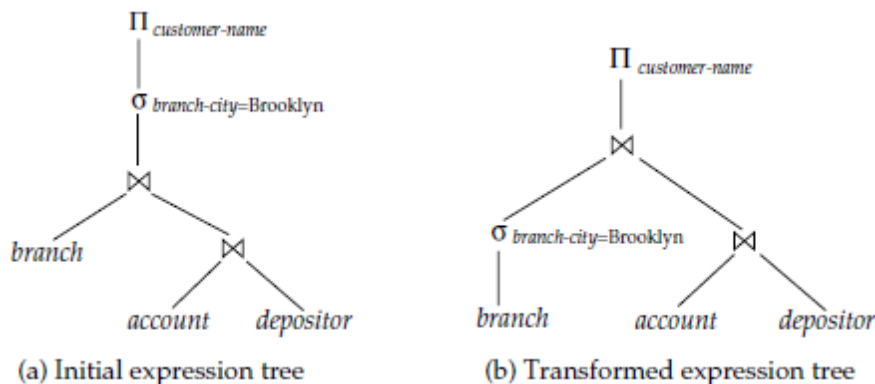 Π customer-name
σ branch-city=Brooklyn
⋈
branch
⋈
account depositor
(a) Initial expression tree
Π customer-name
⋈
σ branch-city=Brooklyn
⋈
branch
account depositor
(b) Transformed expression tree